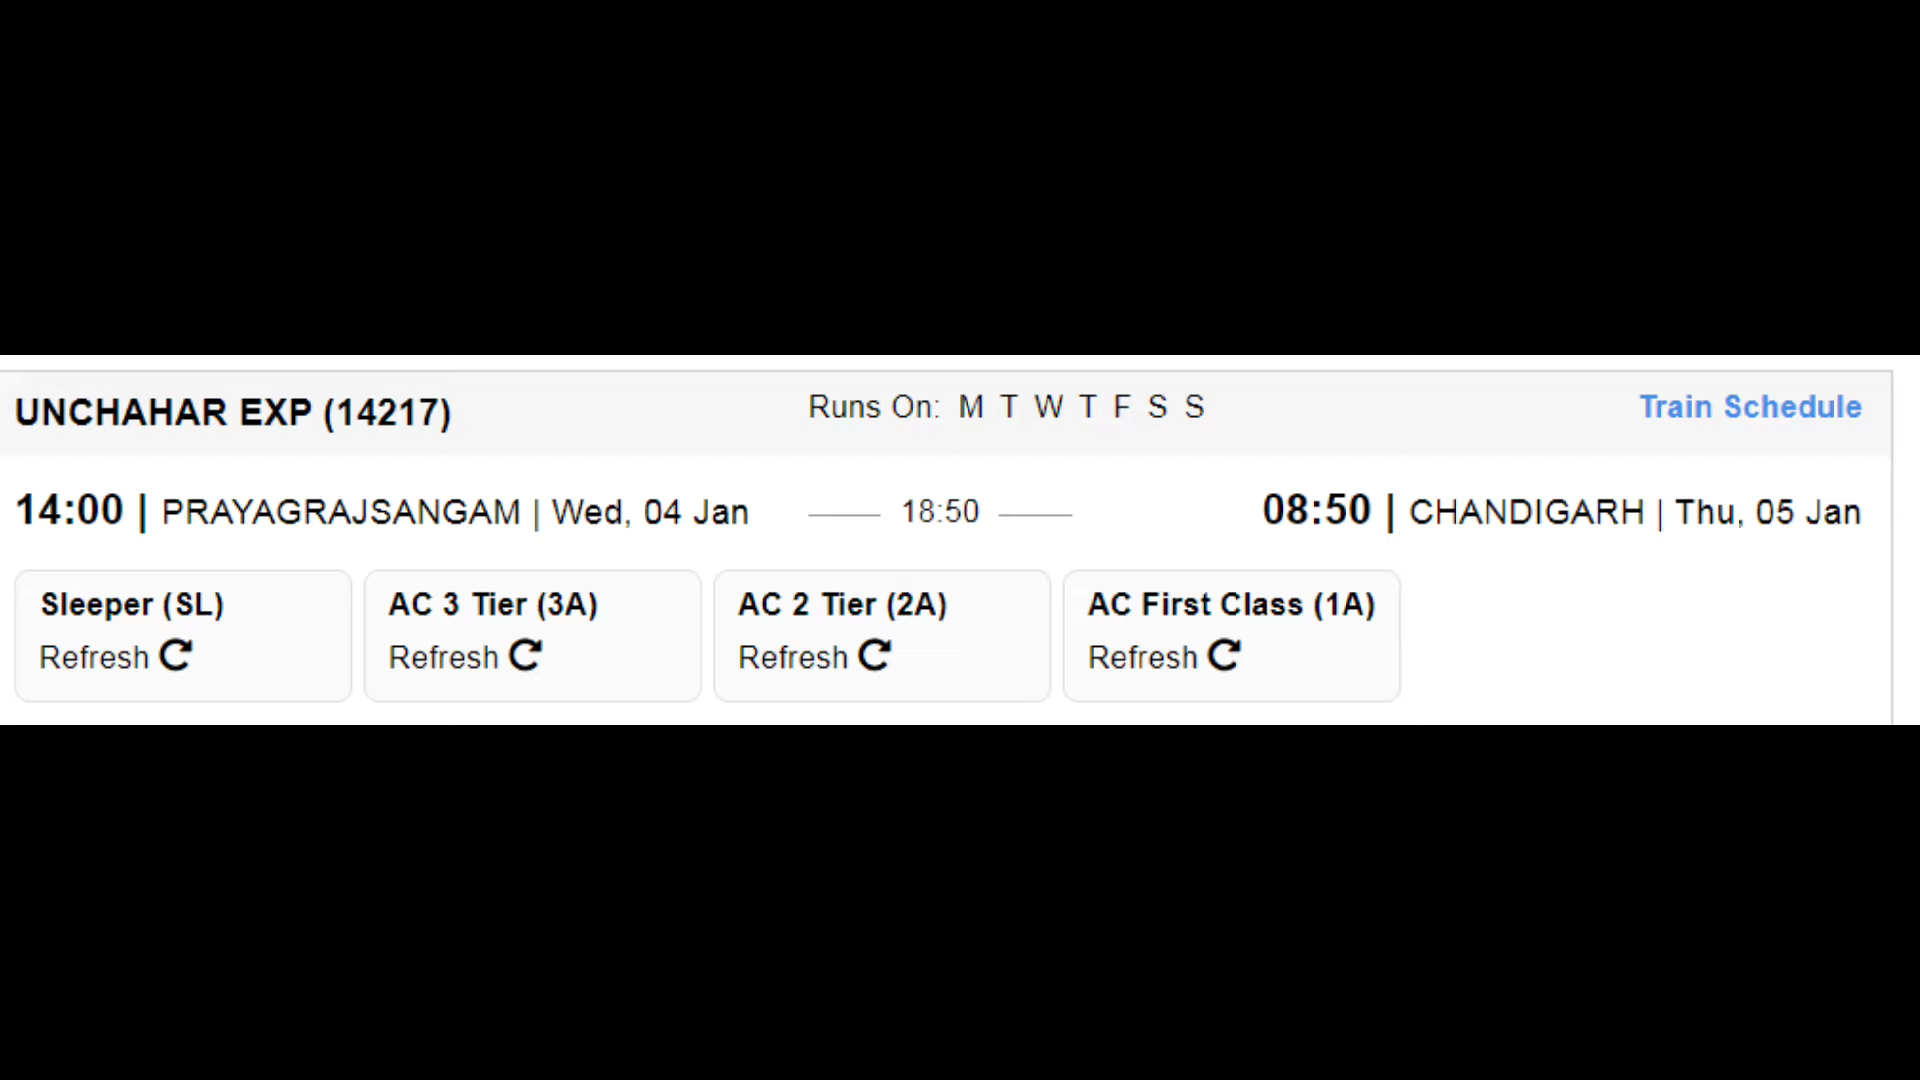 UNCHAHAR EXP (14217) Runs On: M T W T F S S Train Schedule
14:00 | PRAYAGRAJSANGAM | Wed, 04 Jan 18:50 08:50 | CHANDIGARH | Thu, 05 Jan
Sleeper (SL) AC 3 Tier (3A) AC 2 Tier (2A) AC First Class (1A)
Refresh Refresh Refresh Refresh